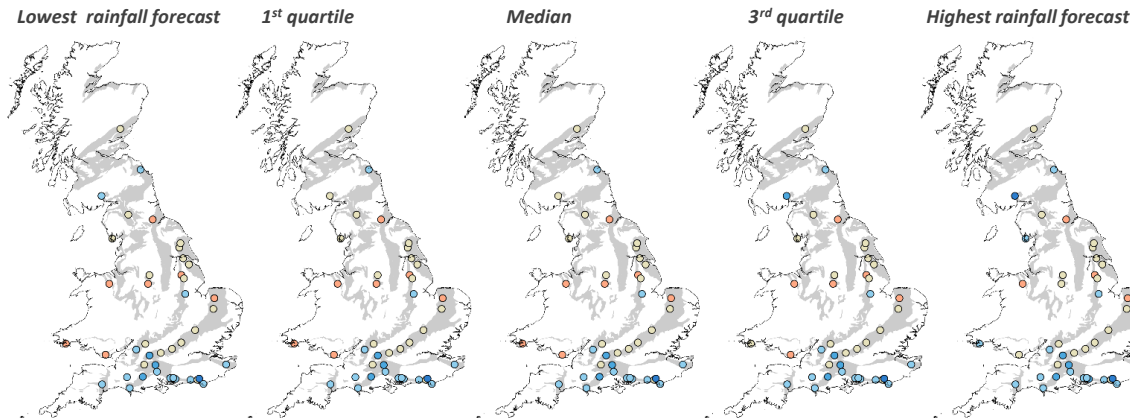 Lowest rainfall forecast
1st quartile
Median
3rd quartile
Highest rainfall forecast